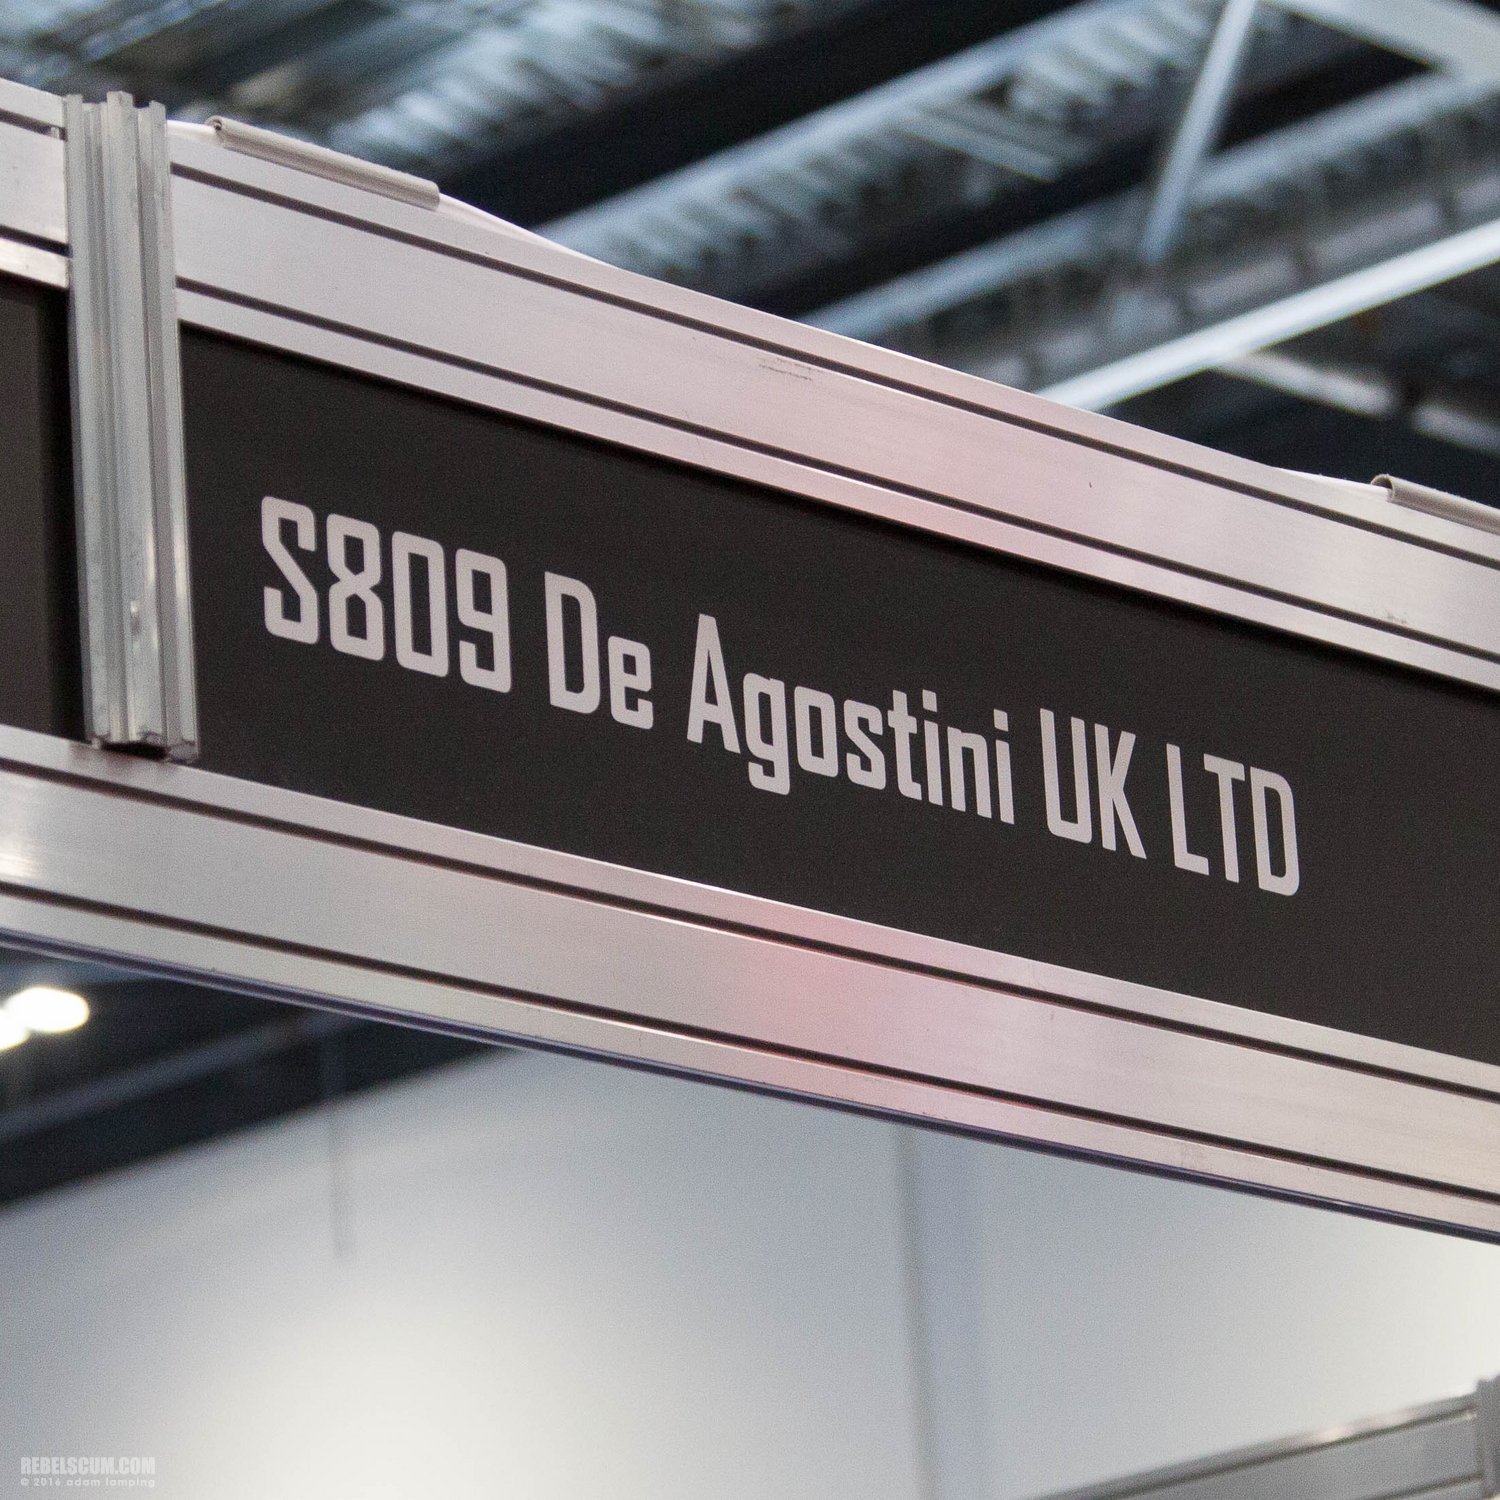 S809 De Agostini UK LTD
REBELSCUM.COM
© 2016 adam lamping